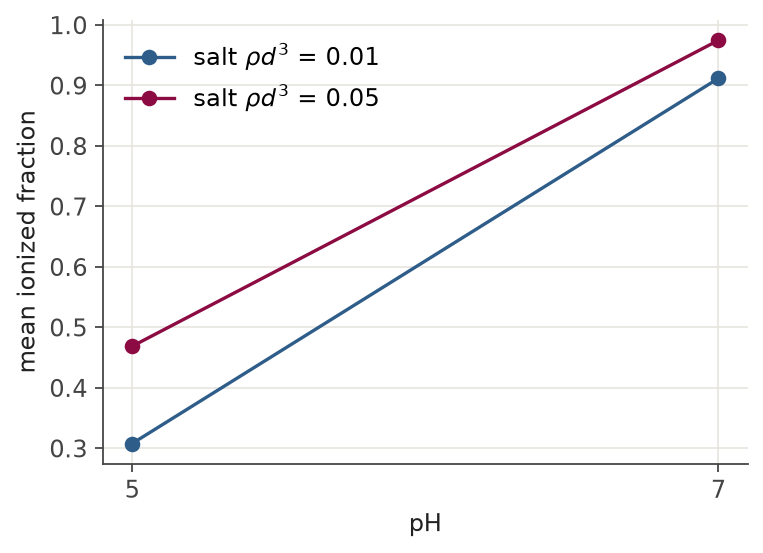 1.0
0.9
0.8
0.7
0.6
0.5
0.4
0.3
mean ionized fraction
salt ρd³ = 0.01
salt ρd³ = 0.05
5
7
pH